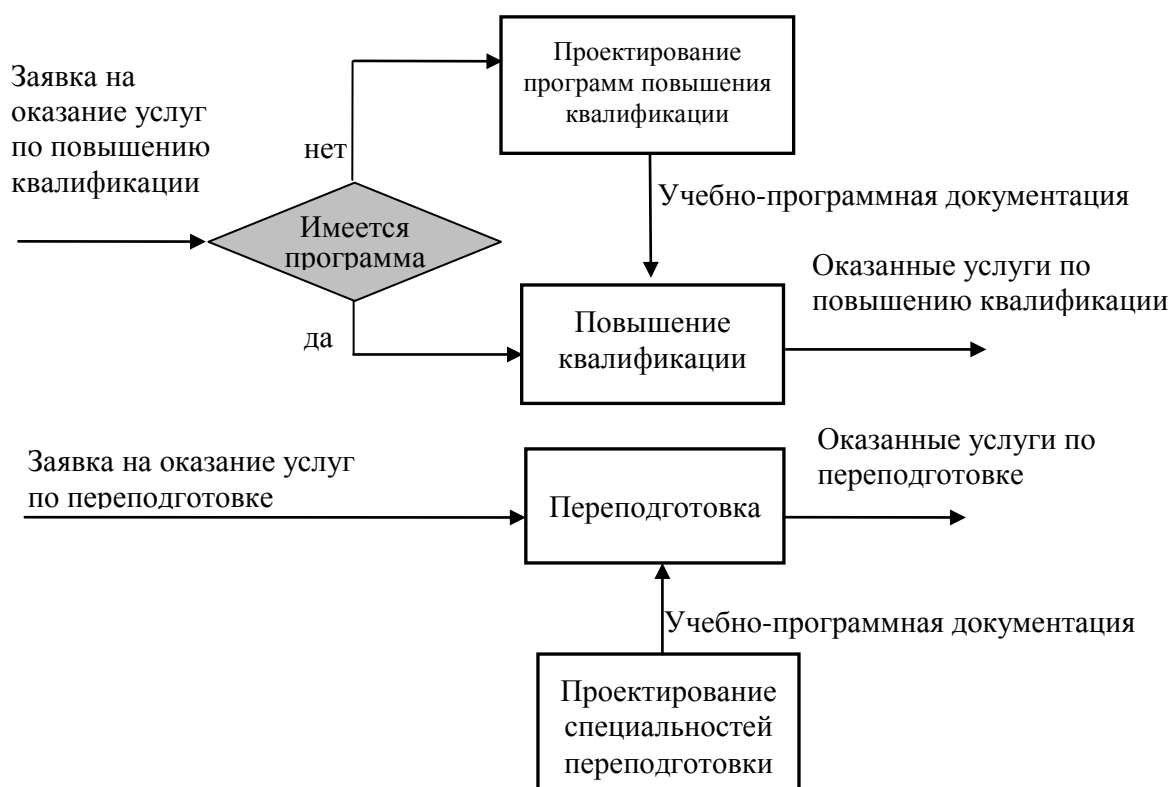 Заявка на
оказание услуг
по повышению
квалификации
Проектирование
программ повышения
квалификации
нет
Учебно-программная документация
Имеется
программа
да
Повышение
квалификации
Оказанные услуги по
повышению квалификации
Заявка на оказание услуг
по переподготовке
Переподготовка
Оказанные услуги по
переподготовке
Учебно-программная документация
Проектирование
специальностей
переподготовки